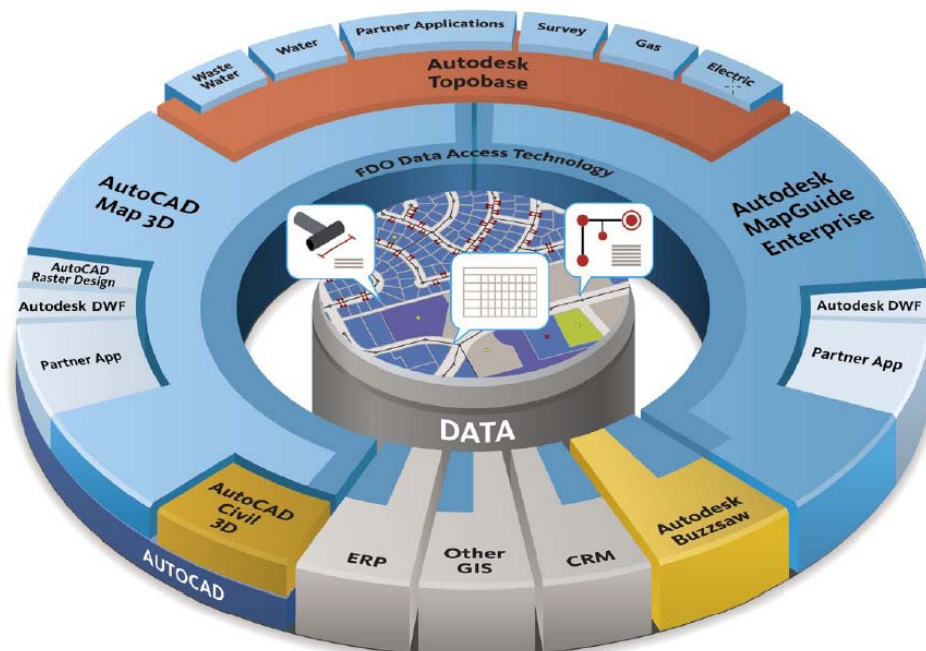 Waste
Water
Water
Partner Applications
Survey
Gas
Electric
Autodesk
Topobase
FDO Data Access Technology
AutoCAD
Map 3D
Autodesk
MapGuide
Enterprise
AutoCAD
Raster Design
Autodesk DWF
Partner App
Autodesk DWF
Partner App
DATA
AutoCAD
Civil
3D
AUTOCAD
ERP
Other
GIS
CRM
Autodesk
Buzzsaw